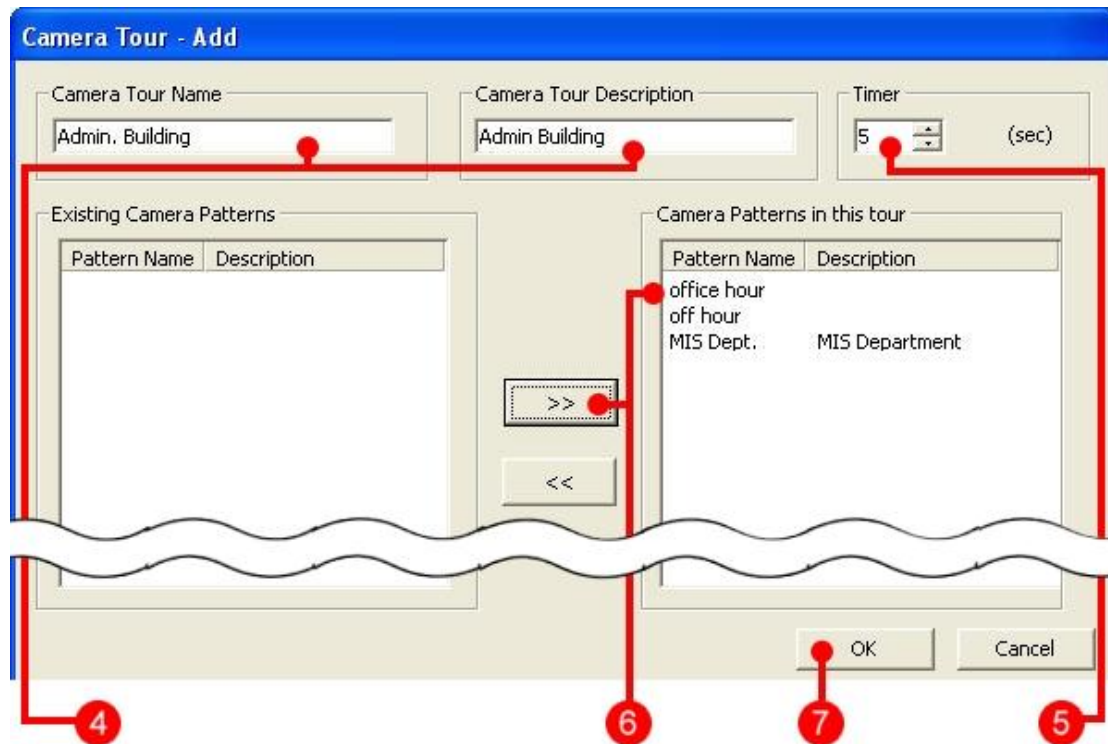 Camera Tour - Add
Camera Tour Name
Camera Tour Description
Timer
Admin. Building
Admin Building
5
(sec)
Existing Camera Patterns
Camera Patterns in this tour
Pattern Name Description
Pattern Name Description
office hour
off hour
MIS Dept. MIS Department
>>
<<
OK
Cancel
4
6
7
5